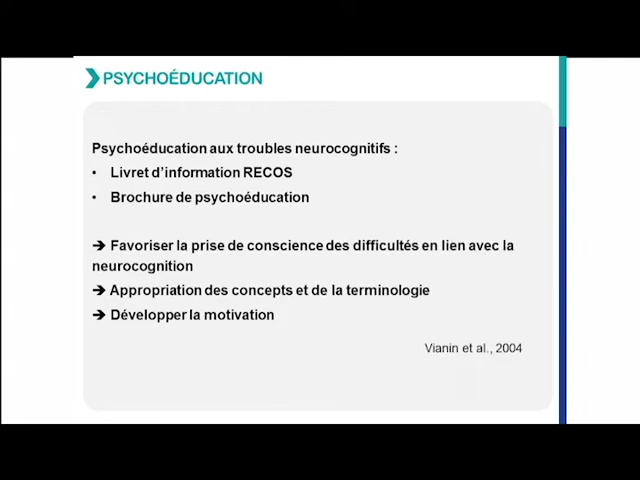 PSYCHOÉDUCATION
Psychoéducation aux troubles neurocognitifs :
• Livret d'information RECOS
• Brochure de psychoéducation
➔ Favoriser la prise de conscience des difficultés en lien avec la
neurocognition
➔ Appropriation des concepts et de la terminologie
➔ Développer la motivation
Vianin et al., 2004